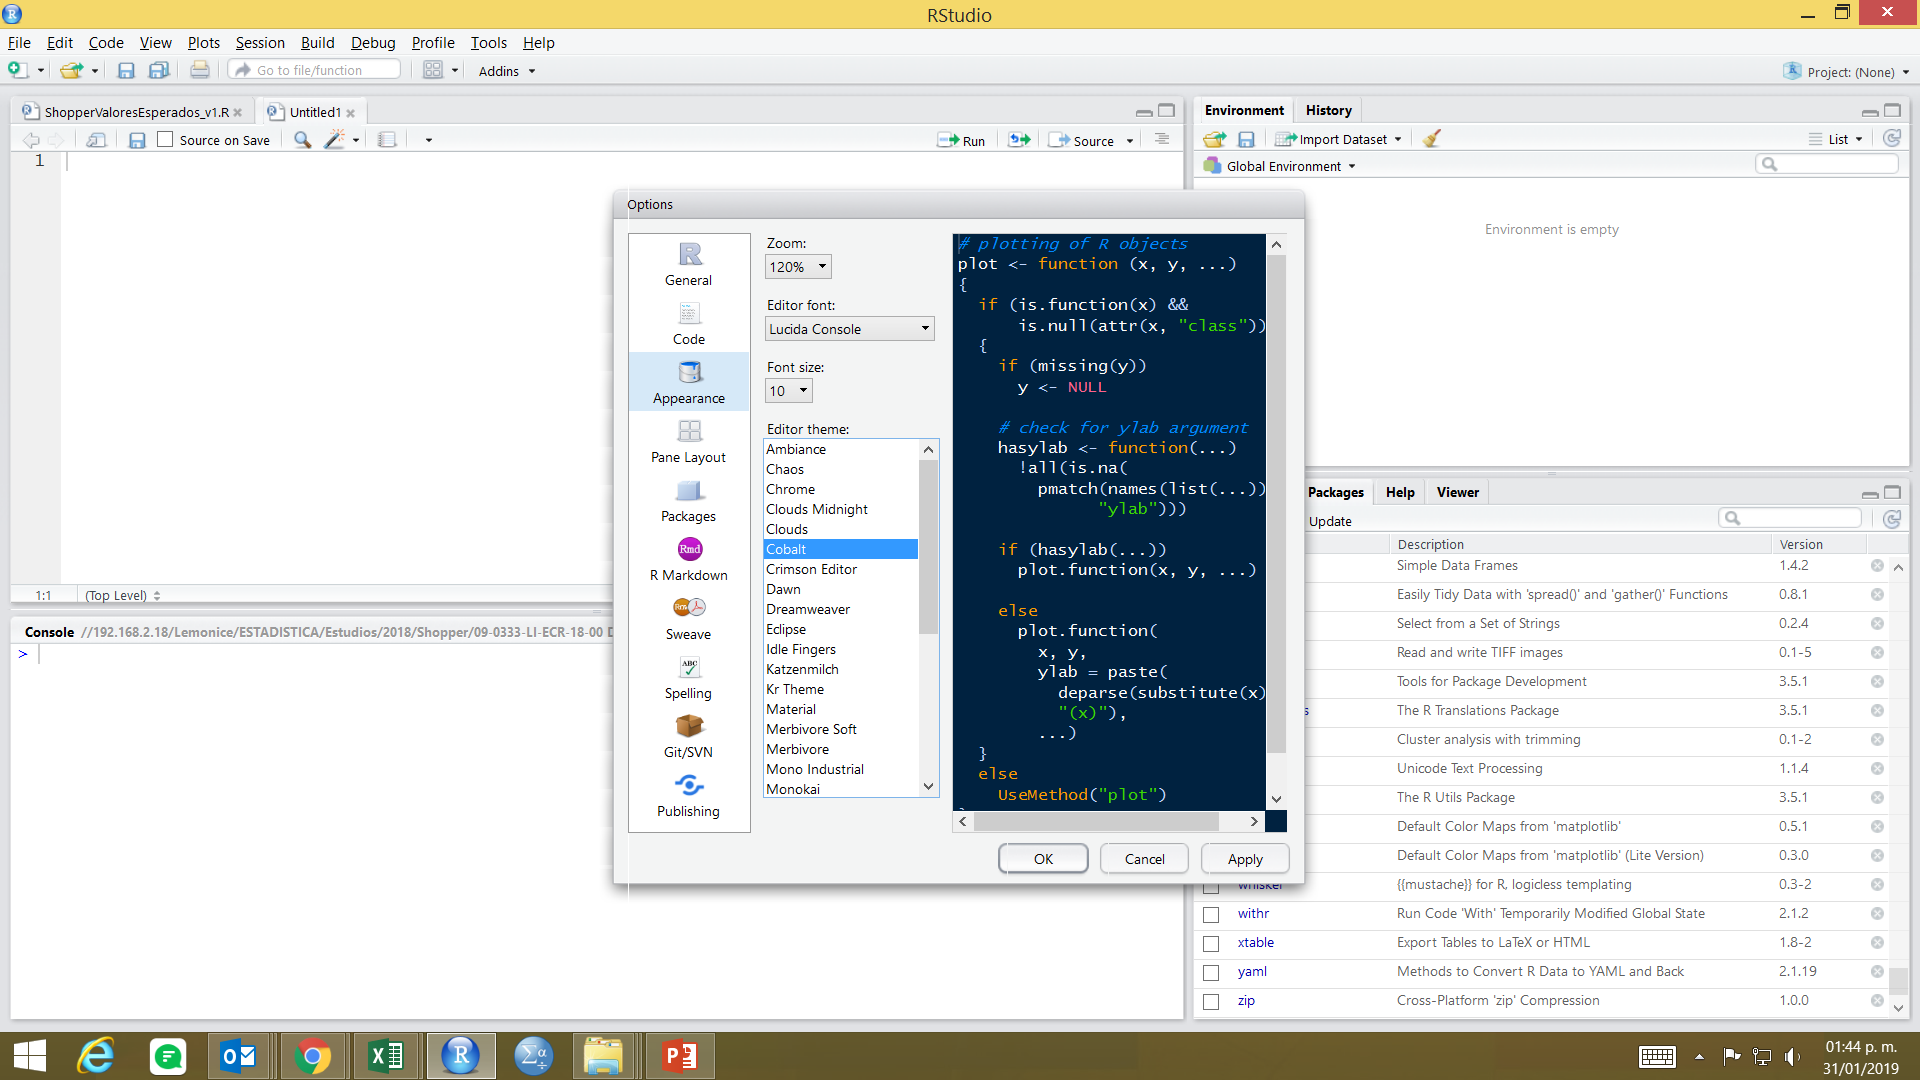 RStudio
File Edit Code View Plots Session Build Debug Profile Tools Help
Go to file/function Addins Project: (None)
ShopperValoresEsperados_v1.R Untitled1
Source on Save Run Source
1
1:1 (Top Level)
Console //192.168.2.18/Lemonice/ESTADISTICA/Estudios/2018/Shopper/09-0333-LI-ECR-18-00
>
Environment History
Import Dataset List
Global Environment
Environment is empty
Options
General
Code
Appearance
Pane Layout
Packages
Rmd
R Markdown
Sweave
ABC
Spelling
Git/SVN
Publishing
Zoom:
120%
Editor font:
Lucida Console
Font size:
10
Editor theme:
Ambiance
Chaos
Chrome
Clouds Midnight
Clouds
Cobalt
Crimson Editor
Dawn
Dreamweaver
Eclipse
Idle Fingers
Katzenmilch
Kr Theme
Material
Merbivore Soft
Merbivore
Mono Industrial
Monokai
# plotting of R objects
plot <- function (x, y, ...)
{
if (is.function(x) &&
is.null(attr(x, "class"))
{
if (missing(y))
y <- NULL
# check for ylab argument
hasylab <- function(...)
!all(is.na(
pmatch(names(list(...))
"ylab")))
if (hasylab(...))
plot.function(x, y, ...)
else
plot.function(
x, y,
ylab = paste(
deparse(substitute(x)
"(x)"),
...)
}
else
UseMethod("plot")
OK Cancel Apply
Packages Help Viewer
Update
Description Version
Simple Data Frames 1.4.2
Easily Tidy Data with 'spread()' and 'gather()' Functions 0.8.1
Select from a Set of Strings 0.2.4
Read and write TIFF images 0.1-5
Tools for Package Development 3.5.1
s The R Translations Package 3.5.1
Cluster analysis with trimming 0.1-2
Unicode Text Processing 1.1.4
The R Utils Package 3.5.1
Default Color Maps from 'matplotlib' 0.5.1
Default Color Maps from 'matplotlib' (Lite Version) 0.3.0
whisker {{mustache}} for R, logicless templating 0.3-2
withr Run Code 'With' Temporarily Modified Global State 2.1.2
xtable Export Tables to LaTeX or HTML 1.8-2
yaml Methods to Convert R Data to YAML and Back 2.1.19
zip Cross-Platform 'zip' Compression 1.0.0
01:44 p. m.
31/01/2019